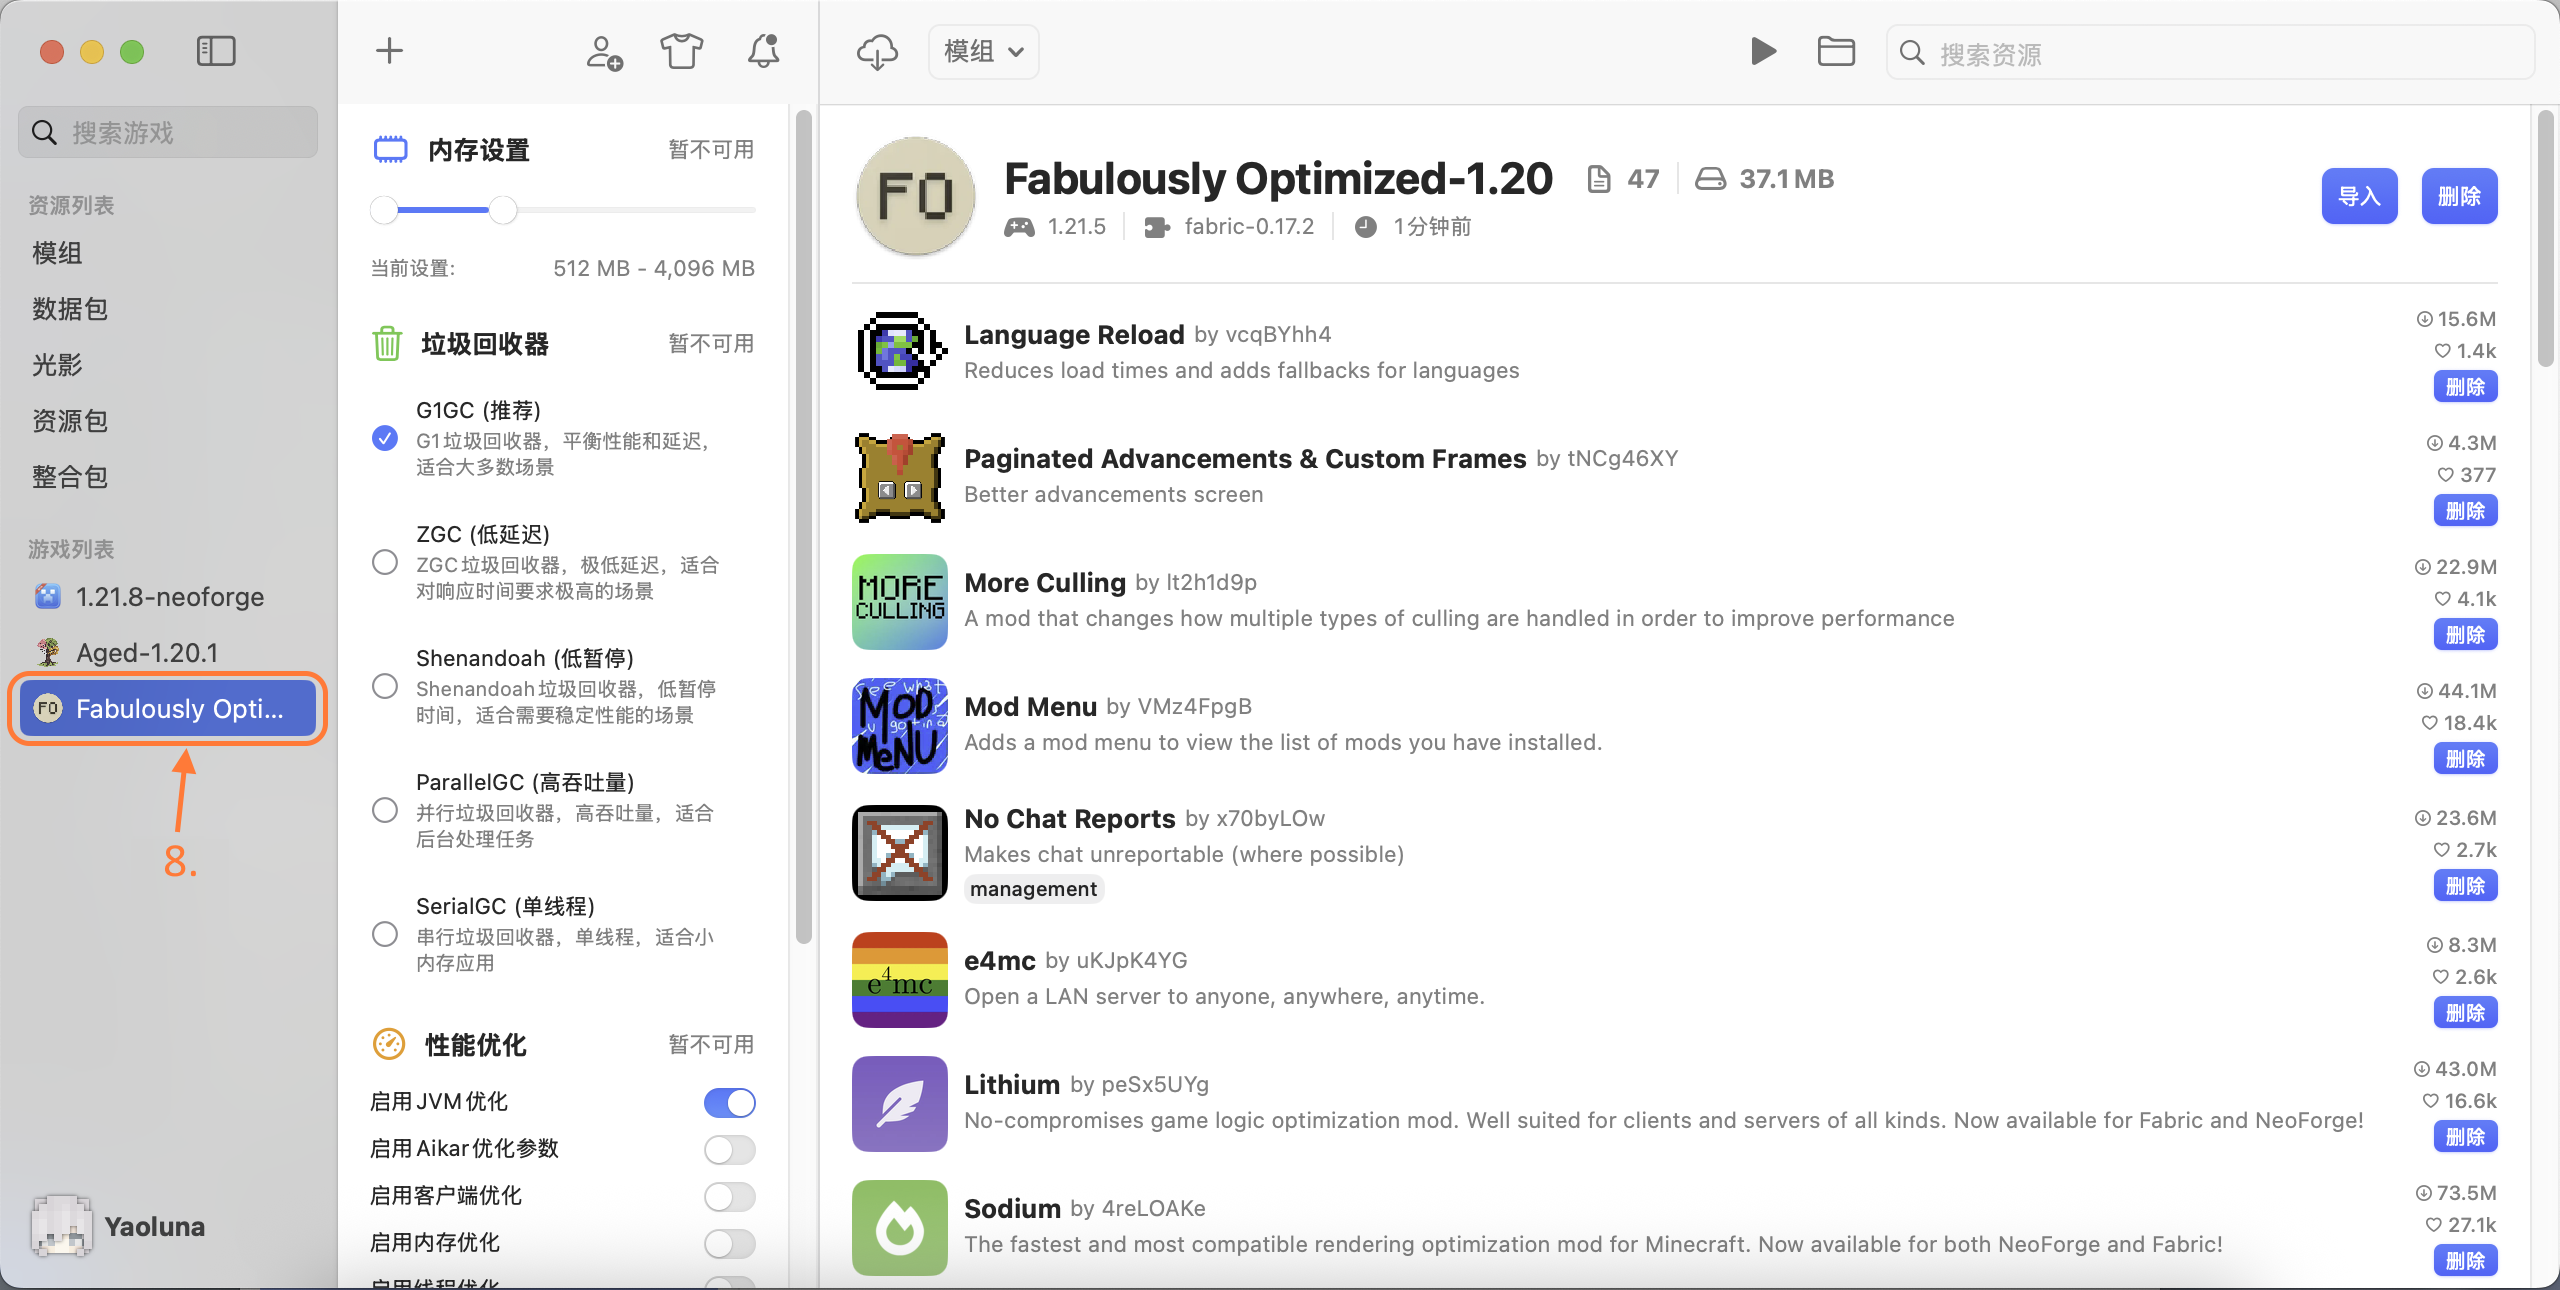 搜索游戏
资源列表
模组
数据包
光影
资源包
整合包
游戏列表
1.21.8-neoforge
Aged-1.20.1
FO Fabulously Opti...
8.
Yaoluna
内存设置 暂不可用
当前设置: 512 MB - 4,096 MB
垃圾回收器 暂不可用
G1GC (推荐)
G1垃圾回收器，平衡性能和延迟，
适合大多数场景
ZGC (低延迟)
ZGC垃圾回收器，极低延迟，适合
对响应时间要求极高的场景
Shenandoah (低暂停)
Shenandoah垃圾回收器，低暂停
时间，适合需要稳定性能的场景
ParallelGC (高吞吐量)
并行垃圾回收器，高吞吐量，适合
后台处理任务
SerialGC (单线程)
串行垃圾回收器，单线程，适合小
内存应用
性能优化 暂不可用
启用JVM优化
启用Aikar优化参数
启用客户端优化
启用内存优化
启用线程优化
模组
搜索资源
FO
Fabulously Optimized-1.20 47 37.1 MB
1.21.5 fabric-0.17.2 1分钟前
导入 删除
Language Reload by vcqBYhh4
Reduces load times and adds fallbacks for languages
15.6M
1.4k
删除
Paginated Advancements & Custom Frames by tNCg46XY
Better advancements screen
4.3M
377
删除
MORE
CULLING
More Culling by lt2h1d9p
A mod that changes how multiple types of culling are handled in order to improve performance
22.9M
4.1k
删除
See what
MOD
u got in
MeNU
Mod Menu by VMz4FpgB
Adds a mod menu to view the list of mods you have installed.
44.1M
18.4k
删除
No Chat Reports by x70byLOw
Makes chat unreportable (where possible)
management
23.6M
2.7k
删除
e4mc
e4mc by uKJpK4YG
Open a LAN server to anyone, anywhere, anytime.
8.3M
2.6k
删除
Lithium by peSx5UYg
No-compromises game logic optimization mod. Well suited for clients and servers of all kinds. Now available for Fabric and NeoForge!
43.0M
16.6k
删除
Sodium by 4reLOAKe
The fastest and most compatible rendering optimization mod for Minecraft. Now available for both NeoForge and Fabric!
73.5M
27.1k
删除